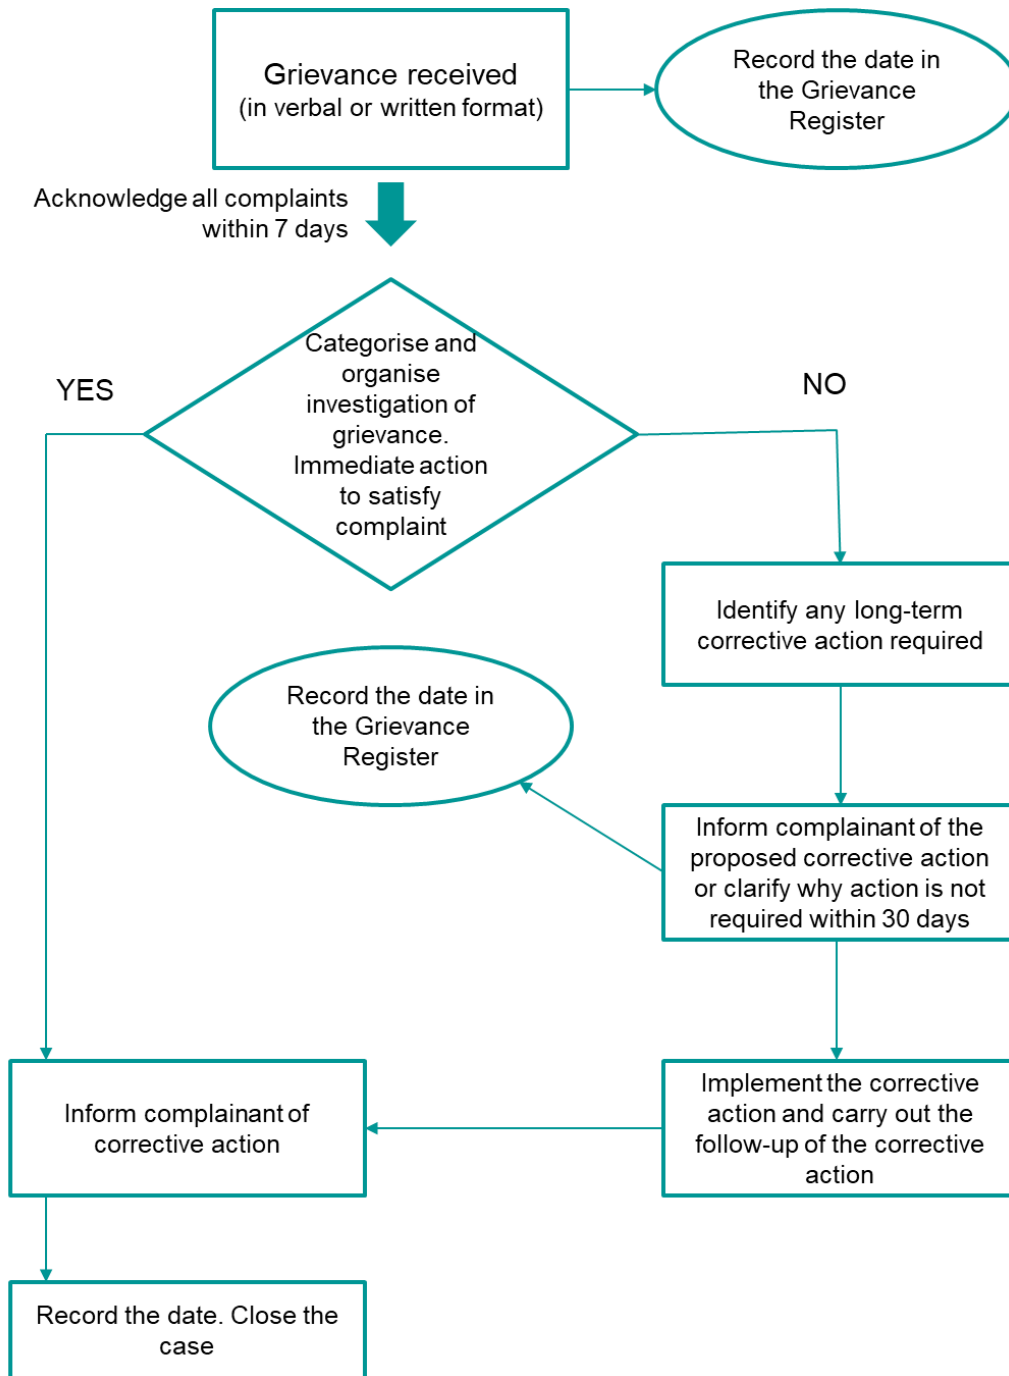 Grievance received
(in verbal or written format)
Record the date in
the Grievance
Register
Acknowledge all complaints
within 7 days
Categorise and
organise
investigation of
grievance.
Immediate action
to satisfy
complaint
YES
NO
Identify any long-term
corrective action required
Record the date in
the Grievance
Register
Inform complainant of the
proposed corrective action
or clarify why action is not
required within 30 days
Inform complainant of
corrective action
Implement the corrective
action and carry out the
follow-up of the corrective
action
Record the date. Close the
case